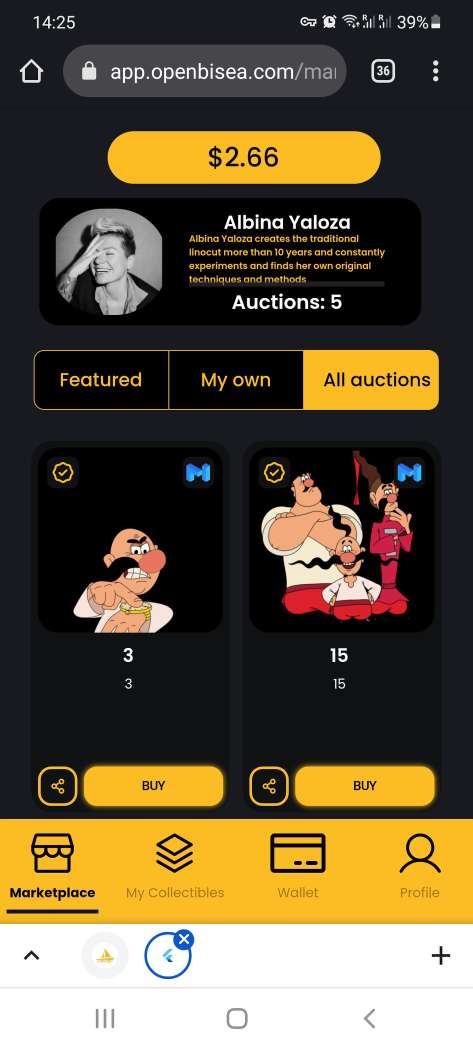 14:25
39%
app.openbisea.com/mar
36
$2.66
Albina Yaloza
Albina Yaloza creates the traditional
linocut more than 10 years and constantly
experiments and finds her own original
techniques and methods
Auctions: 5
Featured
My own
All auctions
3
15
3
15
BUY
BUY
Marketplace
My Collectibles
Wallet
Profile